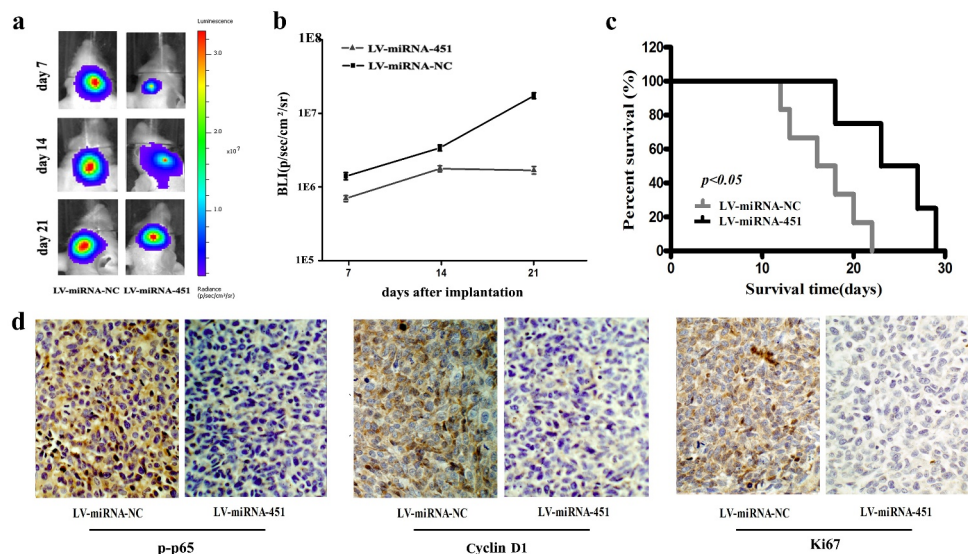 a
Luminescence
day 7
day 14
day 21
3.0
2.0
1.0
x10⁷
Radiance
(p/sec/cm²/sr)
LV-miRNA-NC LV-miRNA-451
b
LV-miRNA-451
LV-miRNA-NC
BLI(p/sec/cm²/sr)
1E8
1E7
1E6
1E5
7 14 21
days after implantation
c
Percent survival (%)
120
100
80
60
40
20
0
p<0.05
LV-miRNA-NC
LV-miRNA-451
0 10 20 30
Survival time(days)
d
LV-miRNA-NC LV-miRNA-451
p-p65
LV-miRNA-NC LV-miRNA-451
Cyclin D1
LV-miRNA-NC LV-miRNA-451
Ki67